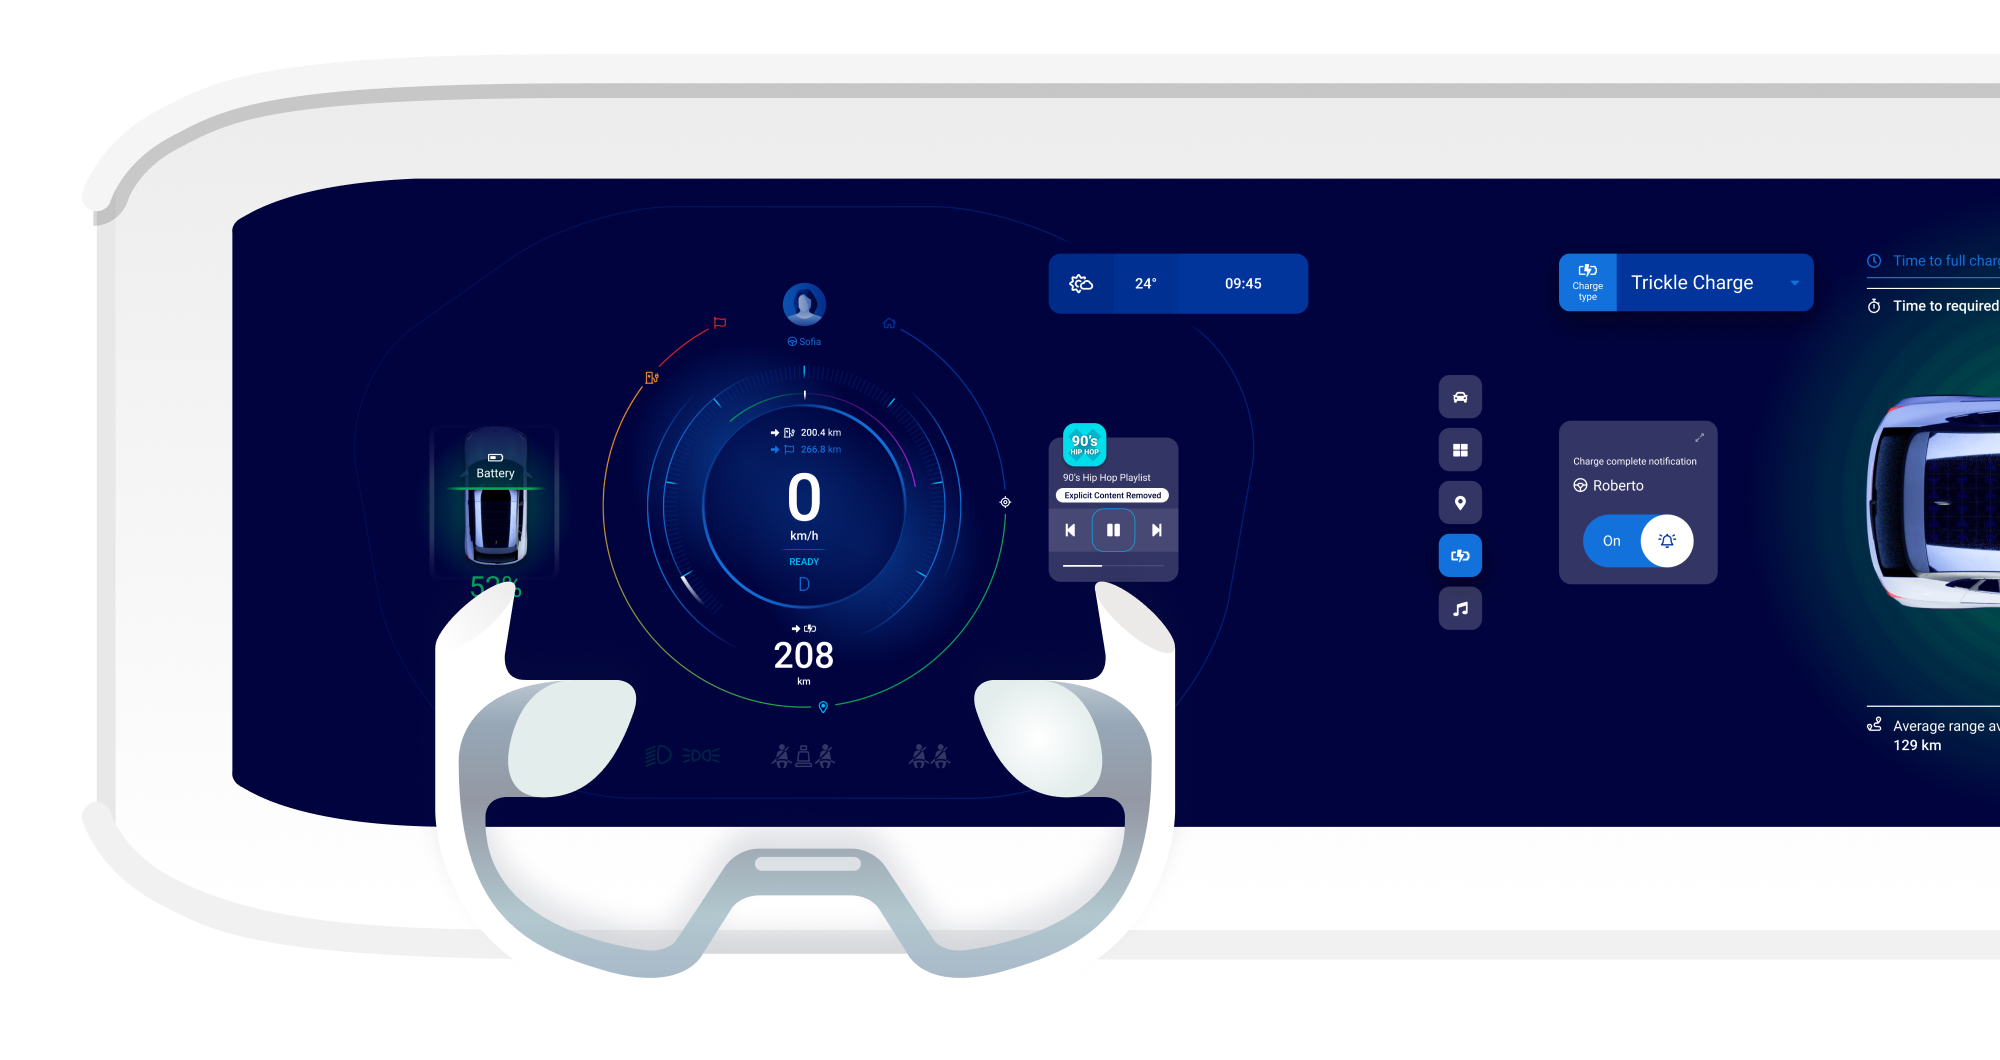 24°
09:45
Charge
type
Trickle Charge
Time to full
Time to required
Sofia
200.4 km
266.8 km
0
km/h
READY
D
208
km
Battery
90's
HIP HOP
90's Hip Hop Playlist
Explicit Content Removed
Charge complete notification
Roberto
On
Average range
129 km